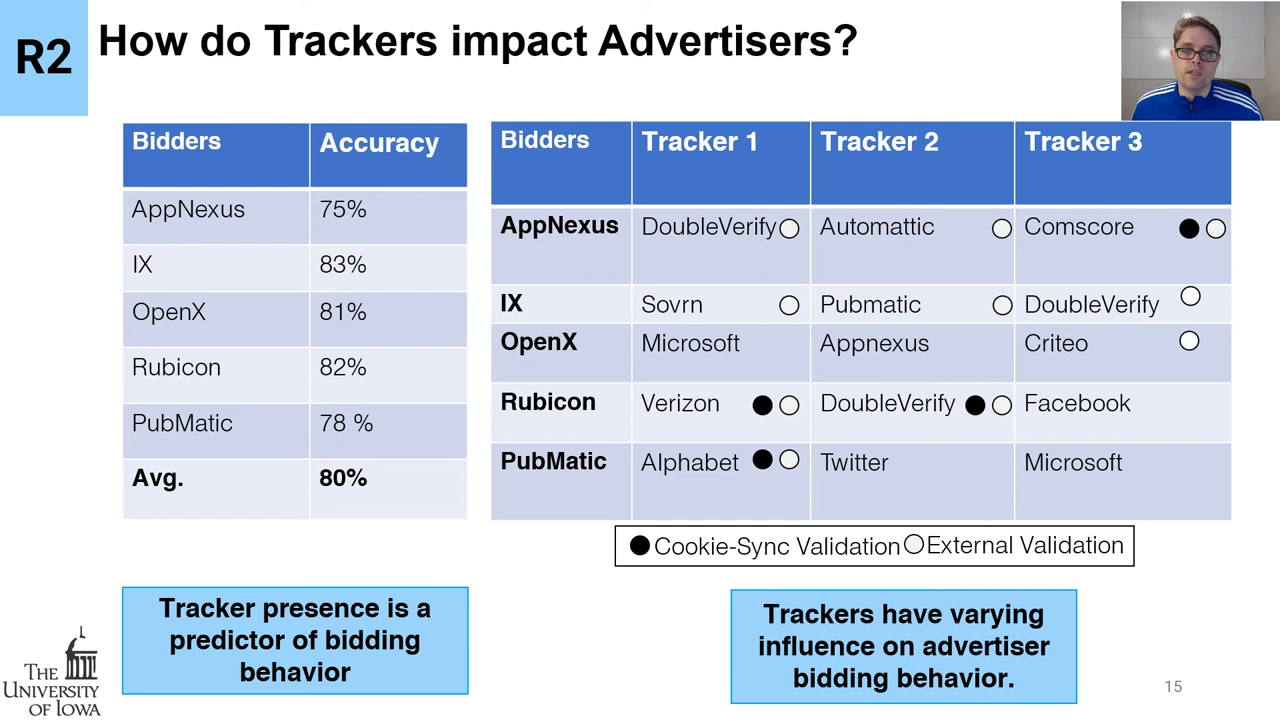 R2
How do Trackers impact Advertisers?
Bidders Accuracy
AppNexus 75%
IX 83%
OpenX 81%
Rubicon 82%
PubMatic 78 %
Avg. 80%
Bidders Tracker 1 Tracker 2 Tracker 3
AppNexus DoubleVerify Automattic Comscore
IX Sovrn Pubmatic DoubleVerify
OpenX Microsoft Appnexus Criteo
Rubicon Verizon DoubleVerify Facebook
PubMatic Alphabet Twitter Microsoft
Cookie-Sync Validation External Validation
Tracker presence is a
predictor of bidding
behavior
Trackers have varying
influence on advertiser
bidding behavior.
THE
UNIVERSITY
OF IOWA
15